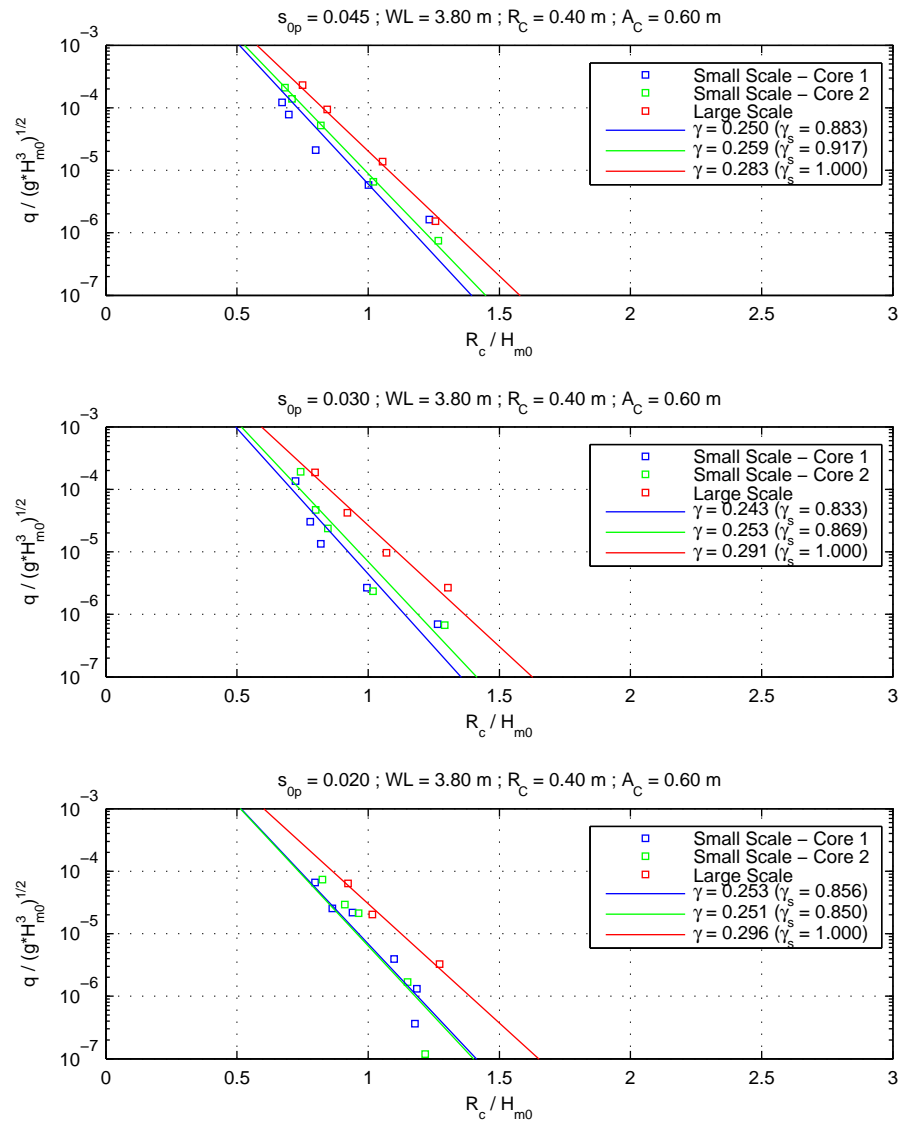 s0p = 0.045 ; WL = 3.80 m ; RC = 0.40 m ; AC = 0.60 m
10−3
10−4
10−5
10−6
10−7
q / (g*H3m0)1/2
Small Scale − Core 1
Small Scale − Core 2
Large Scale
γ = 0.250 (γs = 0.883)
γ = 0.259 (γs = 0.917)
γ = 0.283 (γs = 1.000)
0 0.5 1 1.5 2 2.5 3
Rc / Hm0
s0p = 0.030 ; WL = 3.80 m ; RC = 0.40 m ; AC = 0.60 m
10−3
10−4
10−5
10−6
10−7
q / (g*H3m0)1/2
Small Scale − Core 1
Small Scale − Core 2
Large Scale
γ = 0.243 (γs = 0.833)
γ = 0.253 (γs = 0.869)
γ = 0.291 (γs = 1.000)
0 0.5 1 1.5 2 2.5 3
Rc / Hm0
s0p = 0.020 ; WL = 3.80 m ; RC = 0.40 m ; AC = 0.60 m
10−3
10−4
10−5
10−6
10−7
q / (g*H3m0)1/2
Small Scale − Core 1
Small Scale − Core 2
Large Scale
γ = 0.253 (γs = 0.856)
γ = 0.251 (γs = 0.850)
γ = 0.296 (γs = 1.000)
0 0.5 1 1.5 2 2.5 3
Rc / Hm0